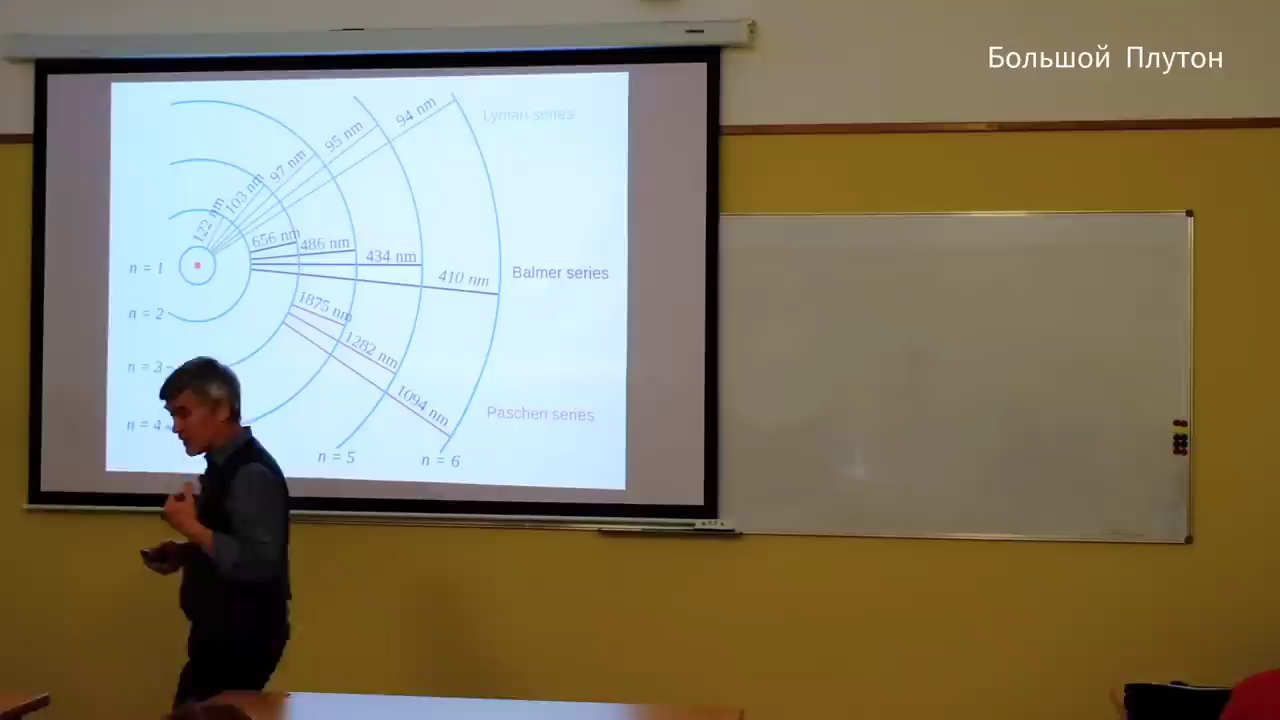 Большой Плутон
94 nm
Lyman series
95 nm
97 nm
103 nm
122 nm
656 nm
486 nm
434 nm
410 nm
Balmer series
n = 1
n = 2
1875 nm
1282 nm
n = 3
1094 nm
Paschen series
n = 4
n = 5
n = 6